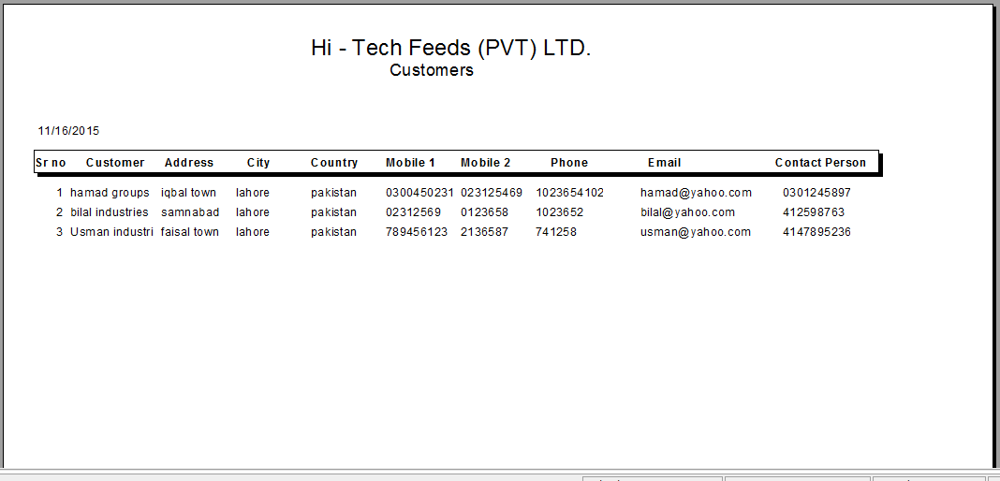 Hi - Tech Feeds (PVT) LTD.
Customers
11/16/2015
Sr no Customer Address City Country Mobile 1 Mobile 2 Phone Email Contact Person
1 hamad groups iqbal town lahore pakistan 0300450231 023125469 1023654102 hamad@yahoo.com 0301245897
2 bilal industries samnabad lahore pakistan 02312569 0123658 1023652 bilal@yahoo.com 412598763
3 Usman industri faisal town lahore pakistan 789456123 2136587 741258 usman@yahoo.com 4147895236